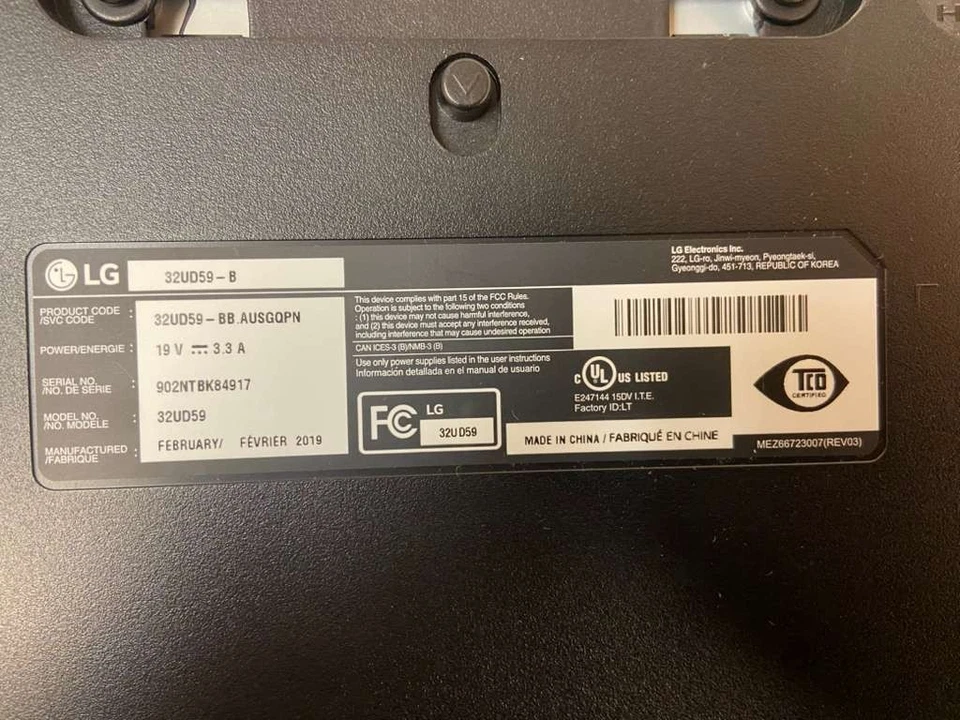 LG 32UD59-B
LG Electronics Inc.
222, LG-ro, Jinwi-myeon, Pyeongtaek-si,
Gyeonggi-do, 451-713, REPUBLIC OF KOREA
PRODUCT CODE : 32UD59-BB.AUSGQPN
/SVC CODE
POWER/ENERGIE : 19 V ⎓ 3.3 A
SERIAL NO. : 902NTBK84917
/NO. DE SÉRIE
MODEL NO. : 32UD59
/NO. MODÈLE
MANUFACTURED : FEBRUARY/ FÉVRIER 2019
/FABRIQUÉ
This device complies with part 15 of the FCC Rules.
Operation is subject to the following two conditions
: (1) this device may not cause harmful interference,
and (2) this device must accept any interference received,
including interference that may cause undesired operation
CAN ICES-3 (B)/NMB-3 (B)
Use only power supplies listed in the user instructions
Información detallada en el manual de usuario
FC LG
32UD59
C UL US LISTED
E247144 15DV I.T.E.
Factory ID:LT
MADE IN CHINA / FABRIQUÉ EN CHINE
TCO
CERTIFIED
MEZ66723007(REV03)